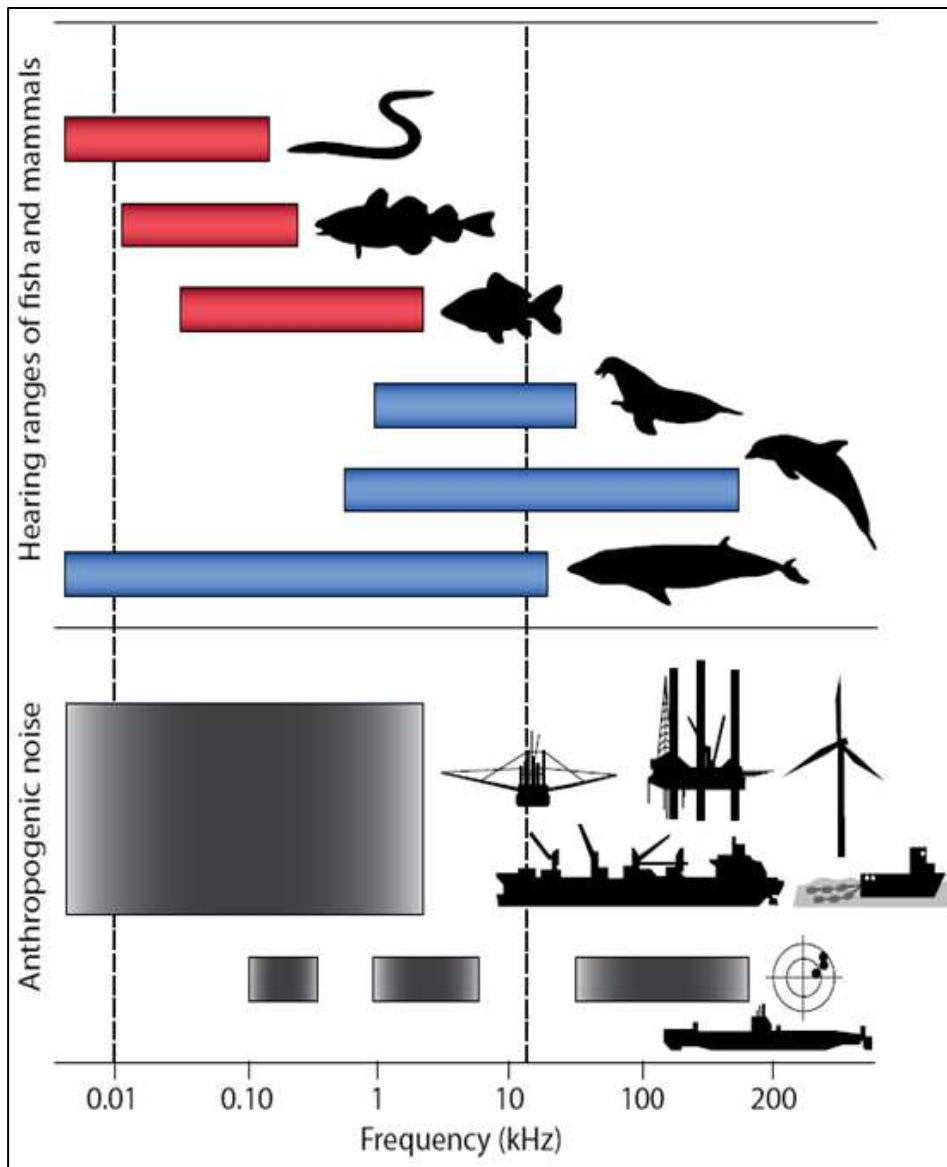 Hearing ranges of fish and mammals
Anthropogenic noise
0.01 0.10 1 10 100 200
Frequency (kHz)